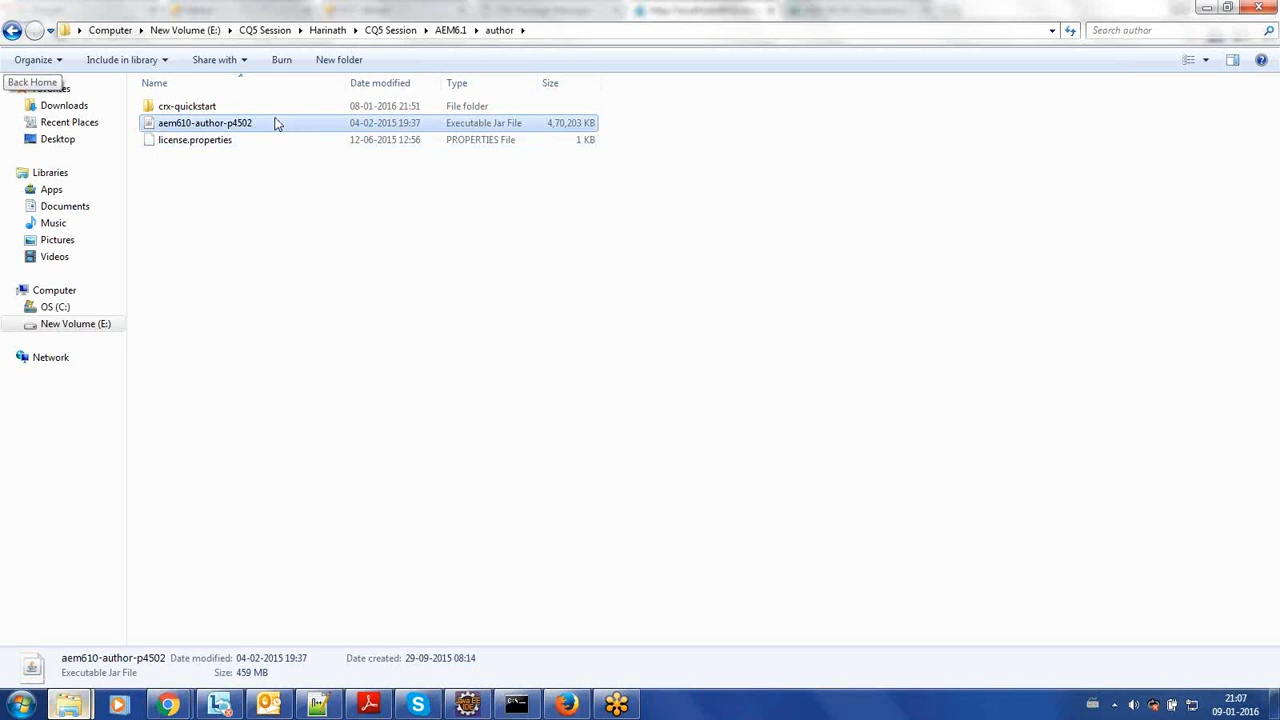 Computer ▸ New Volume (E:) ▸ CQ5 Session ▸ Harinath ▸ CQ5 Session ▸ AEM6.1 ▸ author ▸
Search author
Organize Include in library Share with Burn New folder
Back Home
Name Date modified Type Size
Downloads
Recent Places
Desktop
Libraries
Apps
Documents
Music
Pictures
Videos
Computer
OS (C:)
New Volume (E:)
Network
crx-quickstart 08-01-2016 21:51 File folder
aem610-author-p4502 04-02-2015 19:37 Executable Jar File 4,70,203 KB
license.properties 12-06-2015 12:56 PROPERTIES File 1 KB
aem610-author-p4502 Date modified: 04-02-2015 19:37 Date created: 29-09-2015 08:14
Executable Jar File Size: 459 MB
21:07
09-01-2016